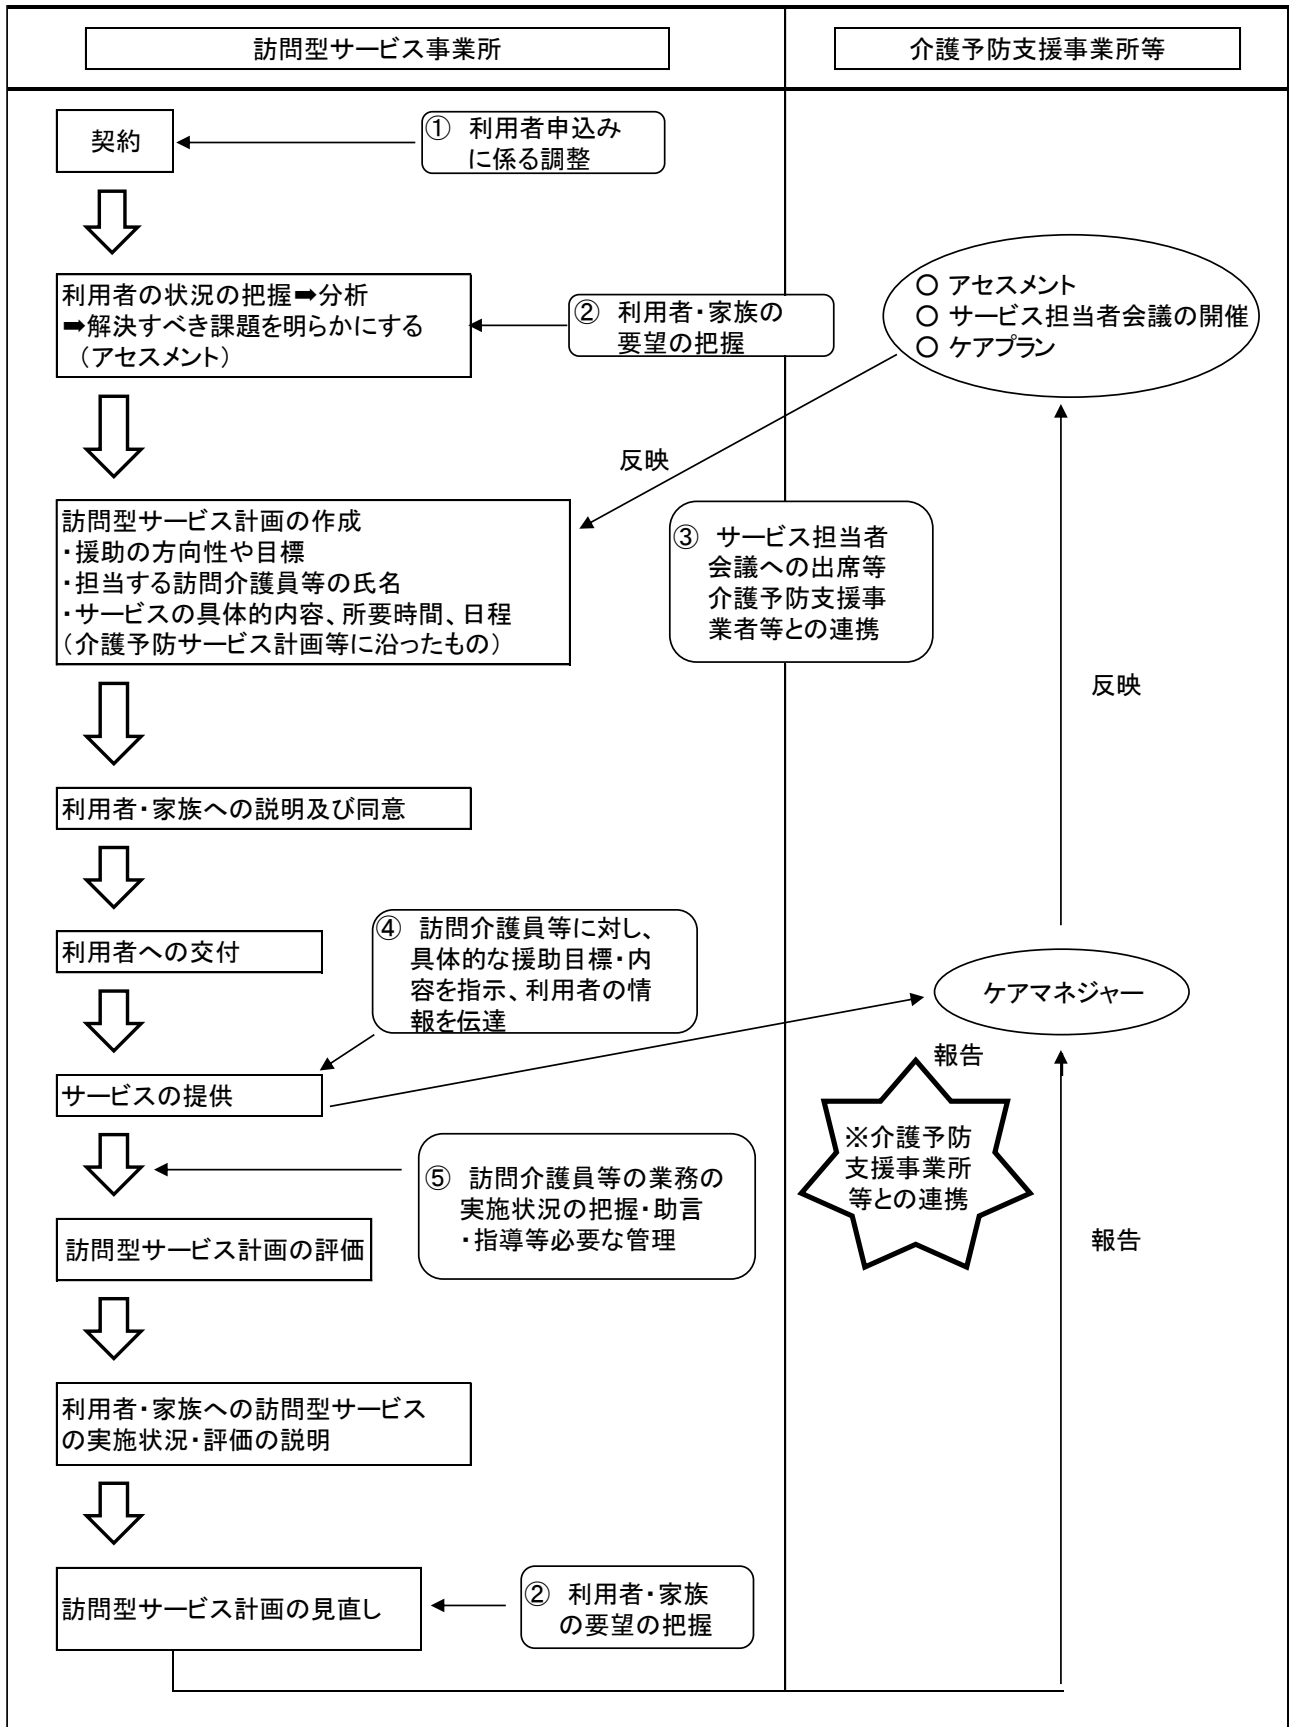 訪問型サービス事業所
介護予防支援事業所等
契約
① 利用者申込み
に係る調整
利用者の状況の把握➡分析
➡解決すべき課題を明らかにする
（アセスメント）
② 利用者・家族の
要望の把握
○ アセスメント
○ サービス担当者会議の開催
○ ケアプラン
反映
訪問型サービス計画の作成
・援助の方向性や目標
・担当する訪問介護員等の氏名
・サービスの具体的内容、所要時間、日程
（介護予防サービス計画等に沿ったもの）
③ サービス担当者
会議への出席等
介護予防支援事
業者等との連携
反映
利用者・家族への説明及び同意
利用者への交付
④ 訪問介護員等に対し、
具体的な援助目標・内
容を指示、利用者の情
報を伝達
ケアマネジャー
サービスの提供
報告
※介護予防
支援事業所
等との連携
⑤ 訪問介護員等の業務の
実施状況の把握・助言
・指導等必要な管理
報告
訪問型サービス計画の評価
利用者・家族への訪問型サービス
の実施状況・評価の説明
訪問型サービス計画の見直し
② 利用者・家族
の要望の把握